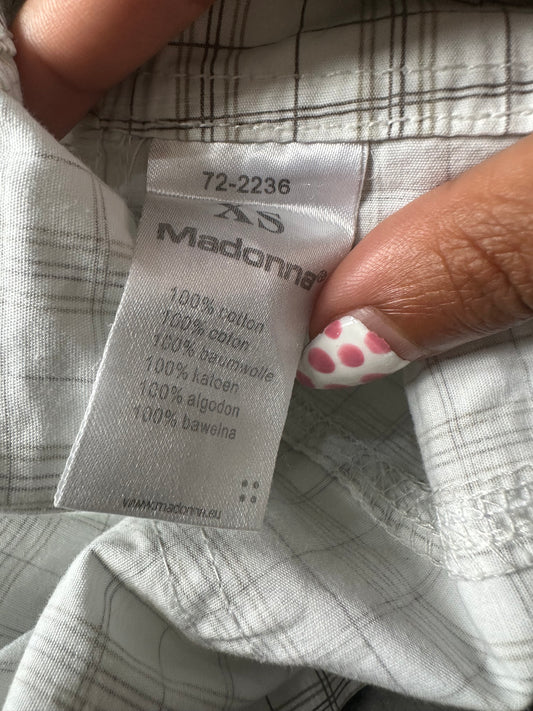 72-2236
XS
Madonna®
100% cotton
100% coton
100% baumwolle
100% katoen
100% algodon
100% bawelna
www.madonna.eu